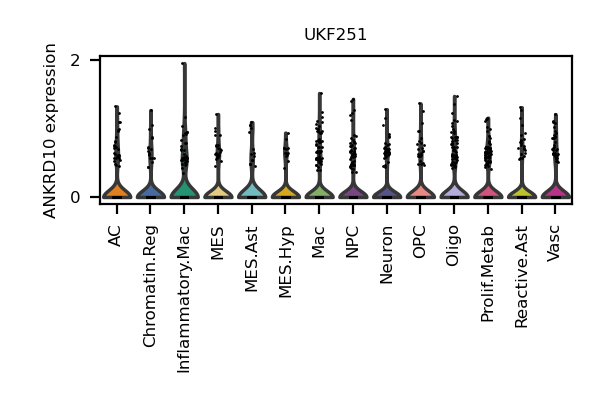 UKF251
ANKRD10 expression
2
0
AC
Chromatin.Reg
Inflammatory.Mac
MES
MES.Ast
MES.Hyp
Mac
NPC
Neuron
OPC
Oligo
Prolif.Metab
Reactive.Ast
Vasc